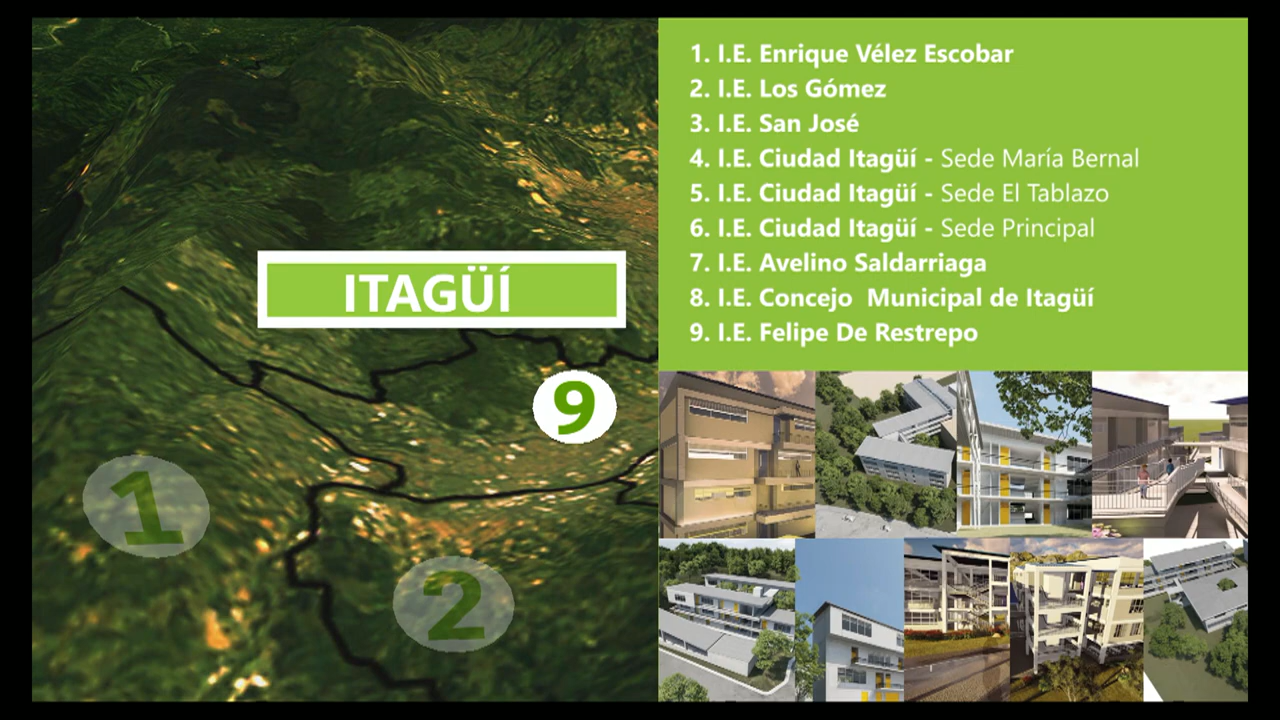 ITAGÜÍ
9
1
2
1. I.E. Enrique Vélez Escobar
2. I.E. Los Gómez
3. I.E. San José
4. I.E. Ciudad Itagüí - Sede María Bernal
5. I.E. Ciudad Itagüí - Sede El Tablazo
6. I.E. Ciudad Itagüí - Sede Principal
7. I.E. Avelino Saldarriaga
8. I.E. Concejo  Municipal de Itagüí
9. I.E. Felipe De Restrepo